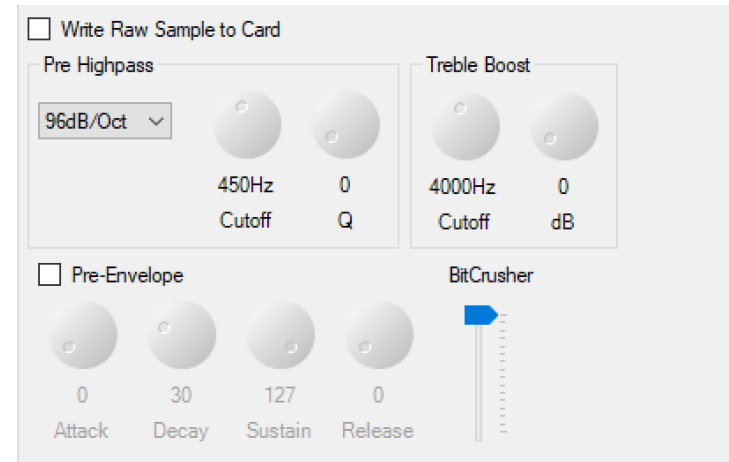 Write Raw Sample to Card
Pre Highpass
Treble Boost
96dB/Oct
450Hz
0
4000Hz
0
Cutoff
Q
Cutoff
dB
Pre-Envelope
BitCrusher
0
30
127
0
Attack
Decay
Sustain
Release